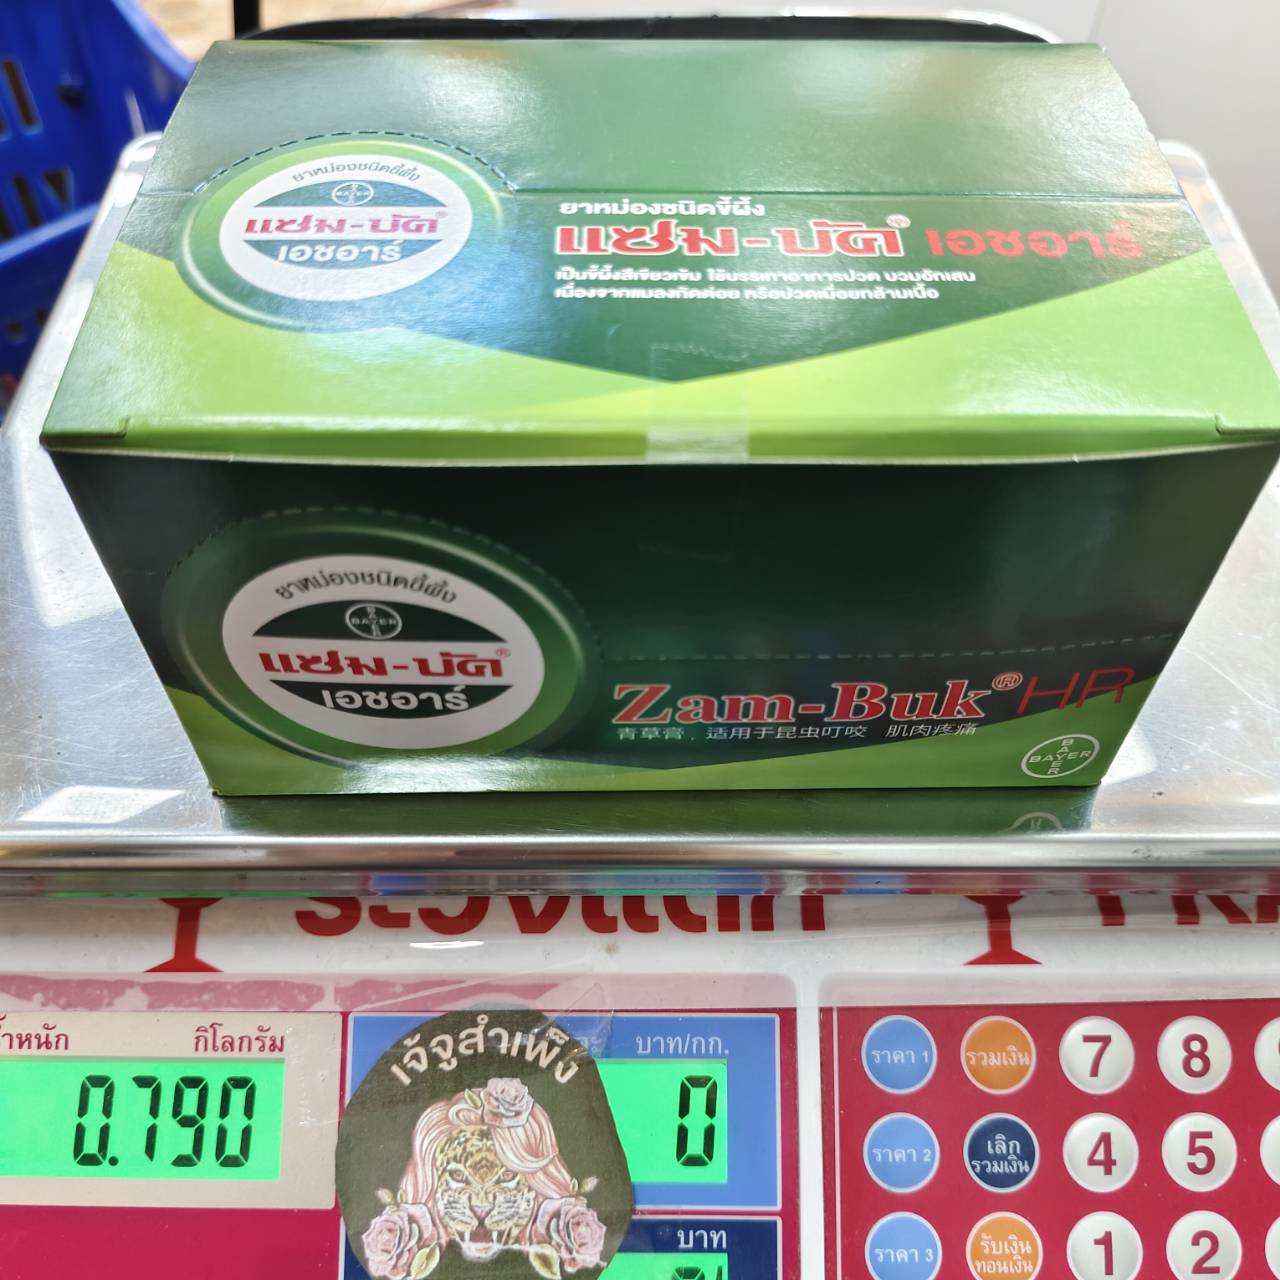 ยาหม่องชนิดขี้ผึ้ง
BAYER
แซม-บัค®
เอชอาร์
ยาหม่องชนิดขี้ผึ้ง
แซม-บัค® เอชอาร์
เป็นขี้ผึ้งสีเขียวเข้ม ใช้บรรเทาอาการปวด บวมอักเสบ
เนื่องจากแมลงกัดต่อย หรือปวดเมื่อยกล้ามเนื้อ
ยาหม่องชนิดขี้ผึ้ง
BAYER
แซม-บัค®
เอชอาร์
Zam-Buk® HR
青草膏，适用于昆虫叮咬 肌肉疼痛
BAYER
ระวังแตก
กิโลกรัม
0.790
เจ้จูสำเพ็ง
บาท/กก.
0
บาท
ราคา 1
รวมเงิน
7
8
ราคา 2
เลิก
รวมเงิน
4
5
ราคา 3
รับเงิน
ทอนเงิน
1
2